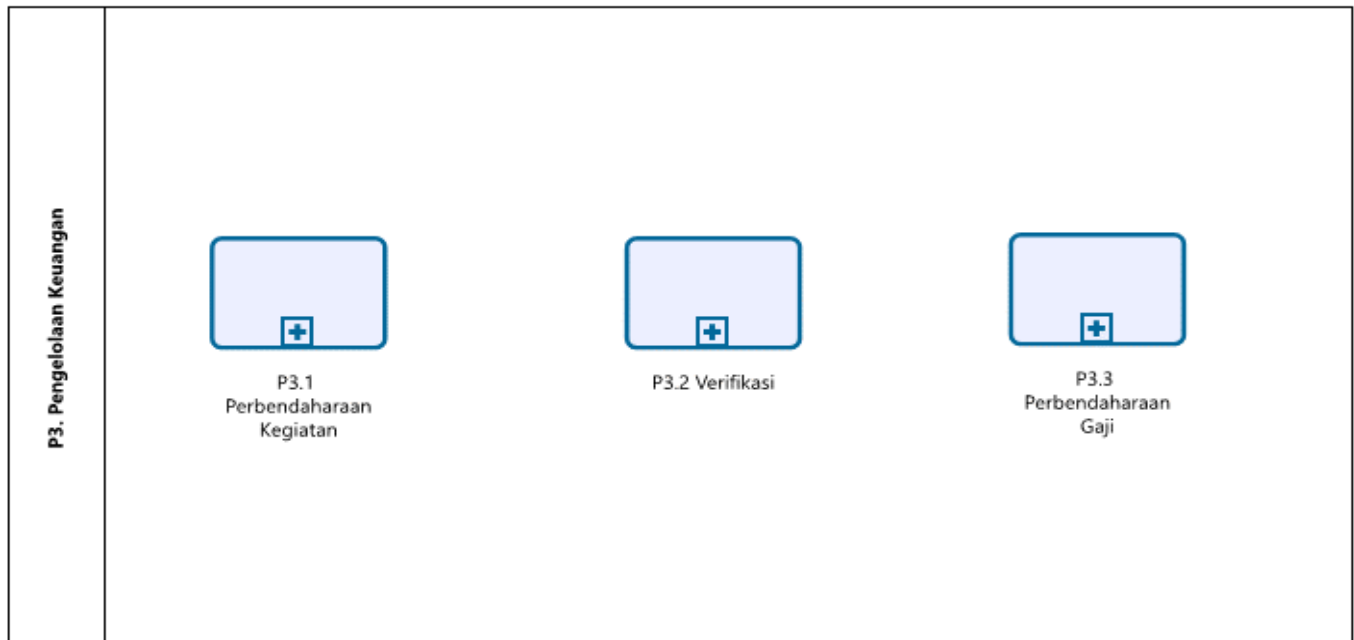 P3. Pengelolaan Keuangan
P3.1
Perbendaharaan
Kegiatan
P3.2 Verifikasi
P3.3
Perbendaharaan
Gaji